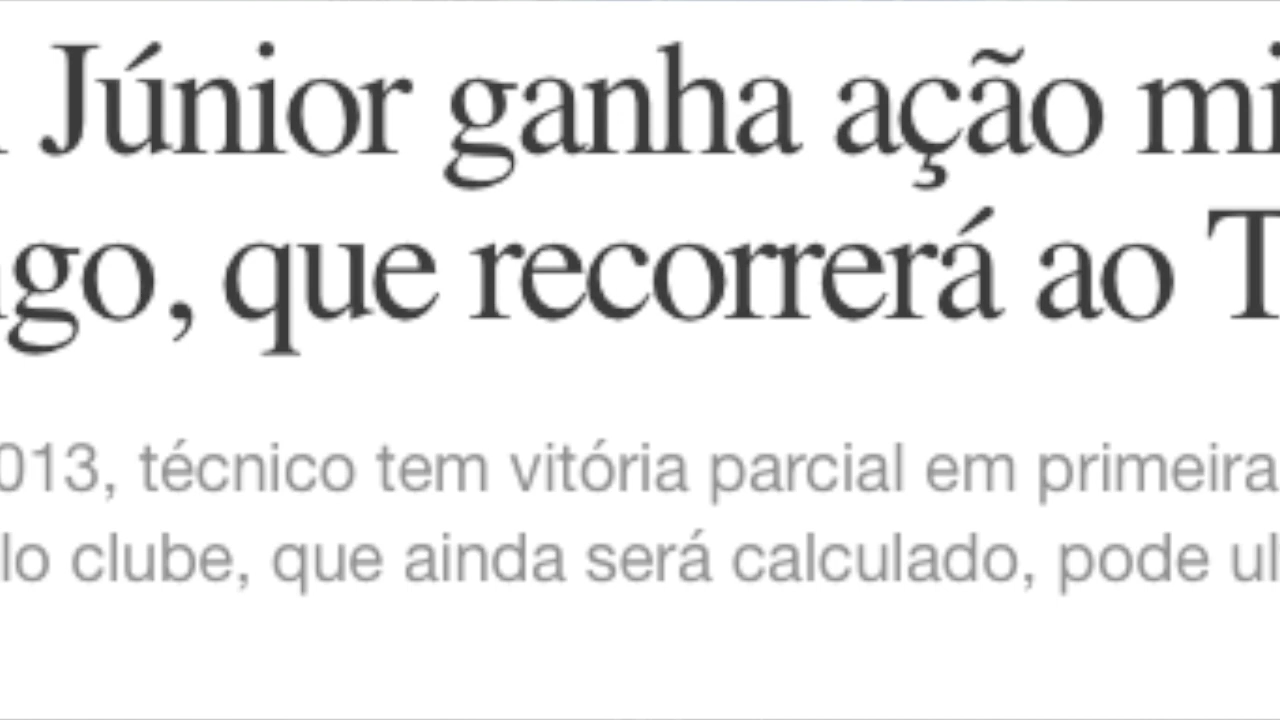 Júnior ganha ação mi
go, que recorrerá ao T
013, técnico tem vitória parcial em primeira
lo clube, que ainda será calculado, pode ul